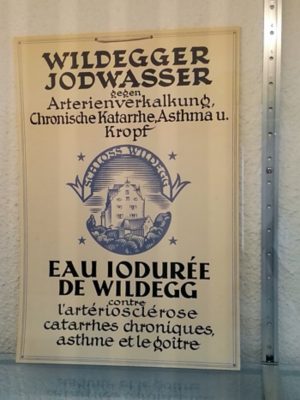 WILDEGGER
JODWASSER
gegen
Arterienverkalkung,
Chronische Katarrhe, Asthma u.
Kropf
SCHLOSS WILDEGG
EAU IODURÉE
DE WILDEGG
contre
l'artériosclérose
catarrhes chroniques,
asthme et le goître